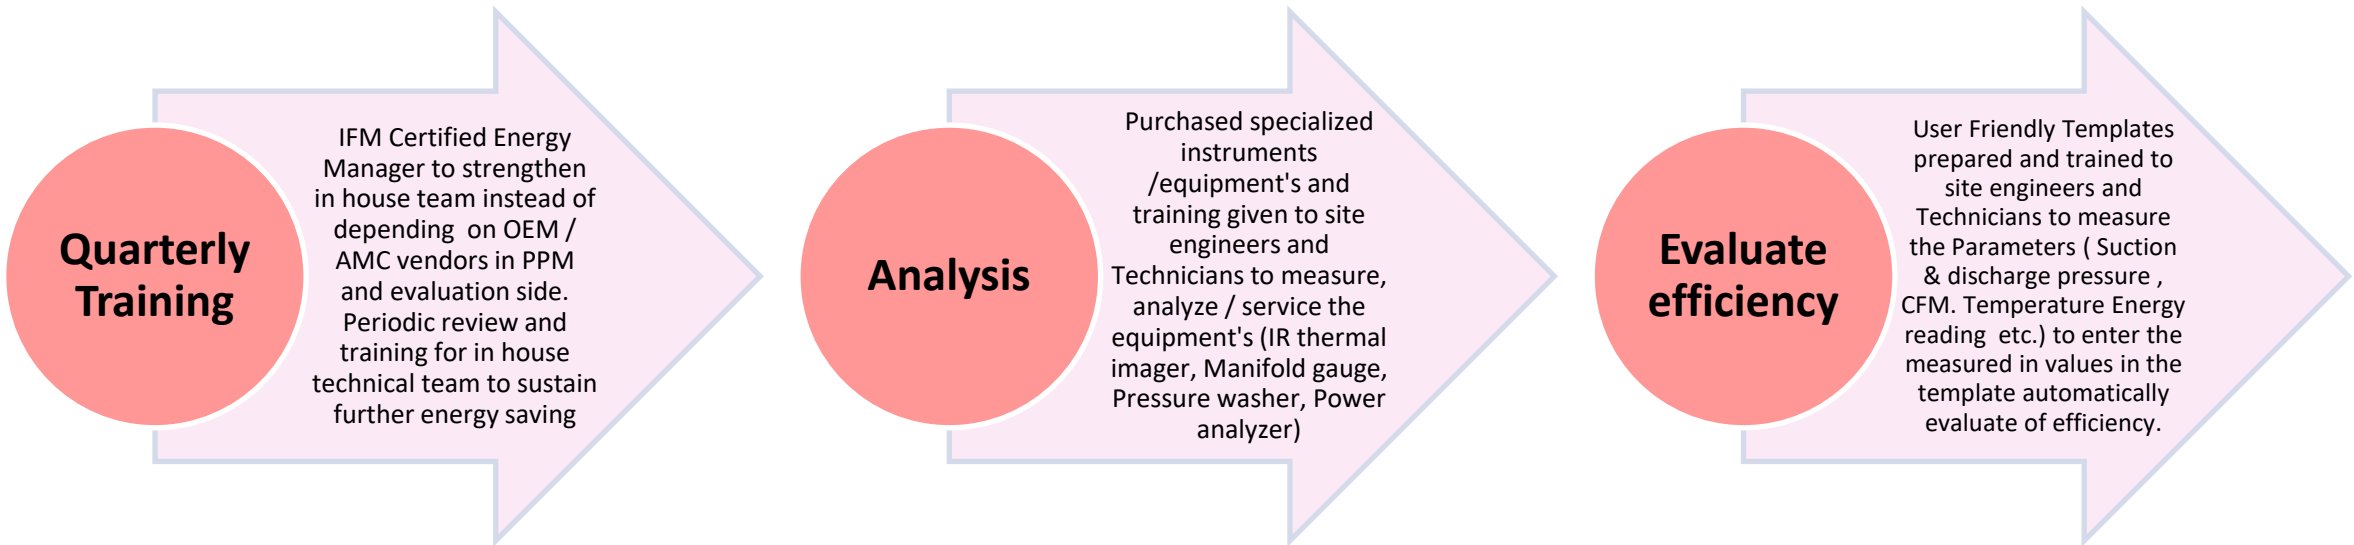 Quarterly
Training
IFM Certified Energy
Manager to strengthen
in house team instead of
depending  on OEM /
AMC vendors in PPM
and evaluation side.
Periodic review and
training for in house
technical team to sustain
further energy saving
Analysis
Purchased specialized
instruments
/equipment's and
training given to site
engineers and
Technicians to measure,
analyze / service the
equipment's (IR thermal
imager, Manifold gauge,
Pressure washer, Power
analyzer)
Evaluate
efficiency
User Friendly Templates
prepared and trained to
site engineers and
Technicians to measure
the Parameters ( Suction
& discharge pressure ,
CFM. Temperature Energy
reading  etc.) to enter the
measured in values in the
template automatically
evaluate of efficiency.